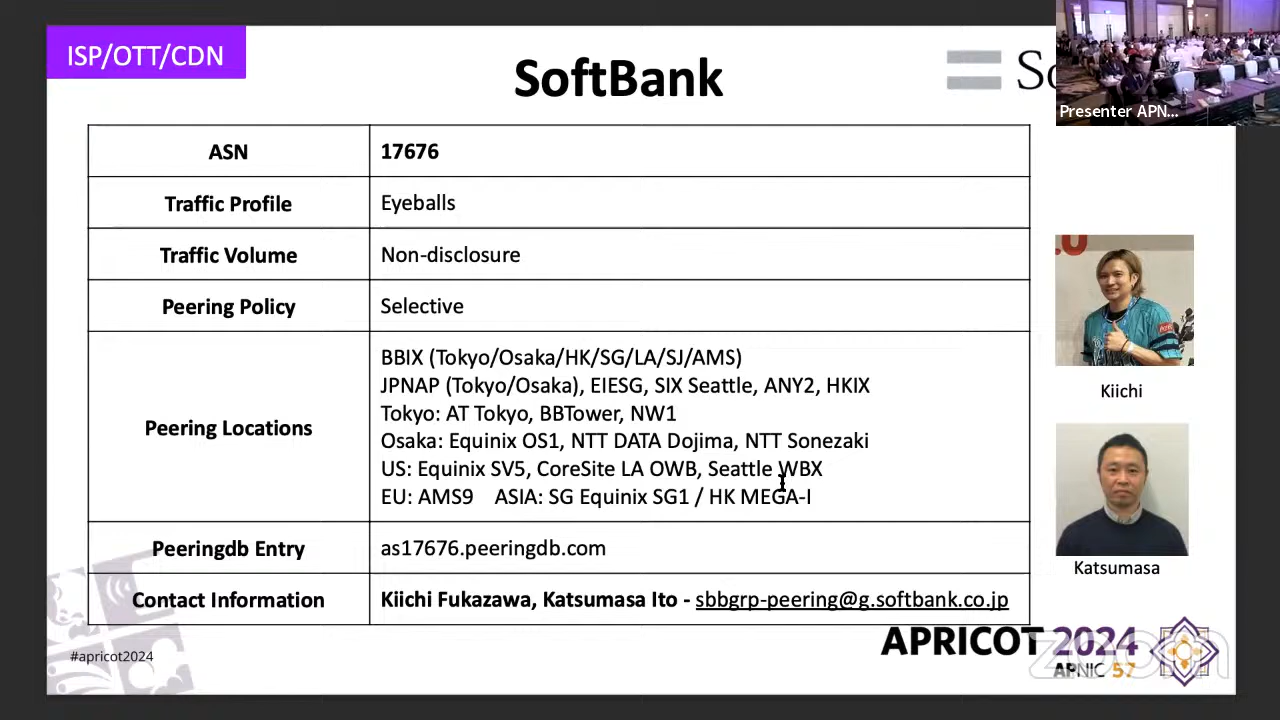 ISP/OTT/CDN
SoftBank
Presenter APN...
ASN
17676
Traffic Profile
Eyeballs
Traffic Volume
Non-disclosure
Peering Policy
Selective
Peering Locations
BBIX (Tokyo/Osaka/HK/SG/LA/SJ/AMS)
JPNAP (Tokyo/Osaka), EIESG, SIX Seattle, ANY2, HKIX
Tokyo: AT Tokyo, BBTower, NW1
Osaka: Equinix OS1, NTT DATA Dojima, NTT Sonezaki
US: Equinix SV5, CoreSite LA OWB, Seattle WBX
EU: AMS9 ASIA: SG Equinix SG1 / HK MEGA-I
Peeringdb Entry
as17676.peeringdb.com
Contact Information
Kiichi Fukazawa, Katsumasa Ito - sbbgrp-peering@g.softbank.co.jp
Kiichi
Katsumasa
#apricot2024
APRICOT 2024
APNIC 57
zoom